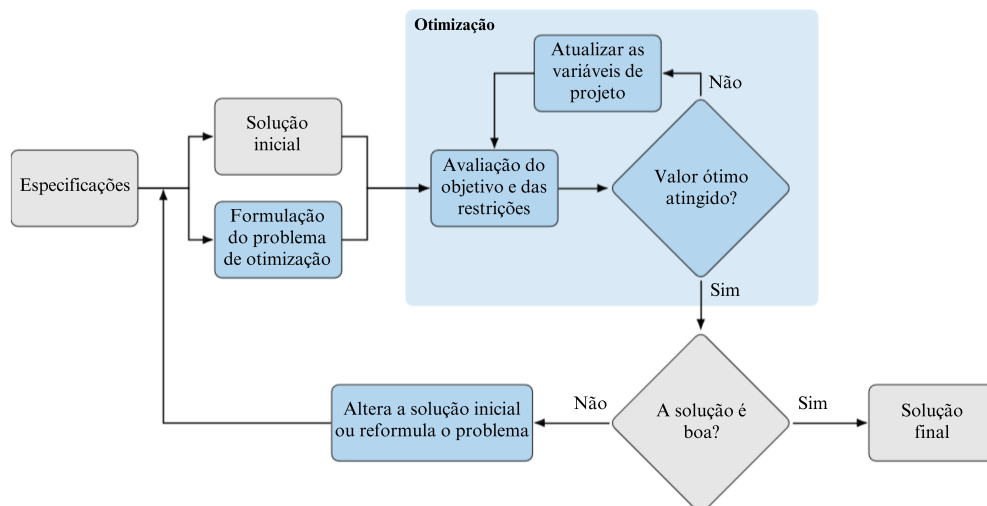 Otimização
Atualizar as
variáveis de
projeto
Não
Solução
inicial
Especificações
Avaliação do
objetivo e das
restrições
Valor ótimo
atingido?
Formulação
do problema
de otimização
Sim
Altera a solução inicial
ou reformula o problema
Não
A solução é
boa?
Sim
Solução
final